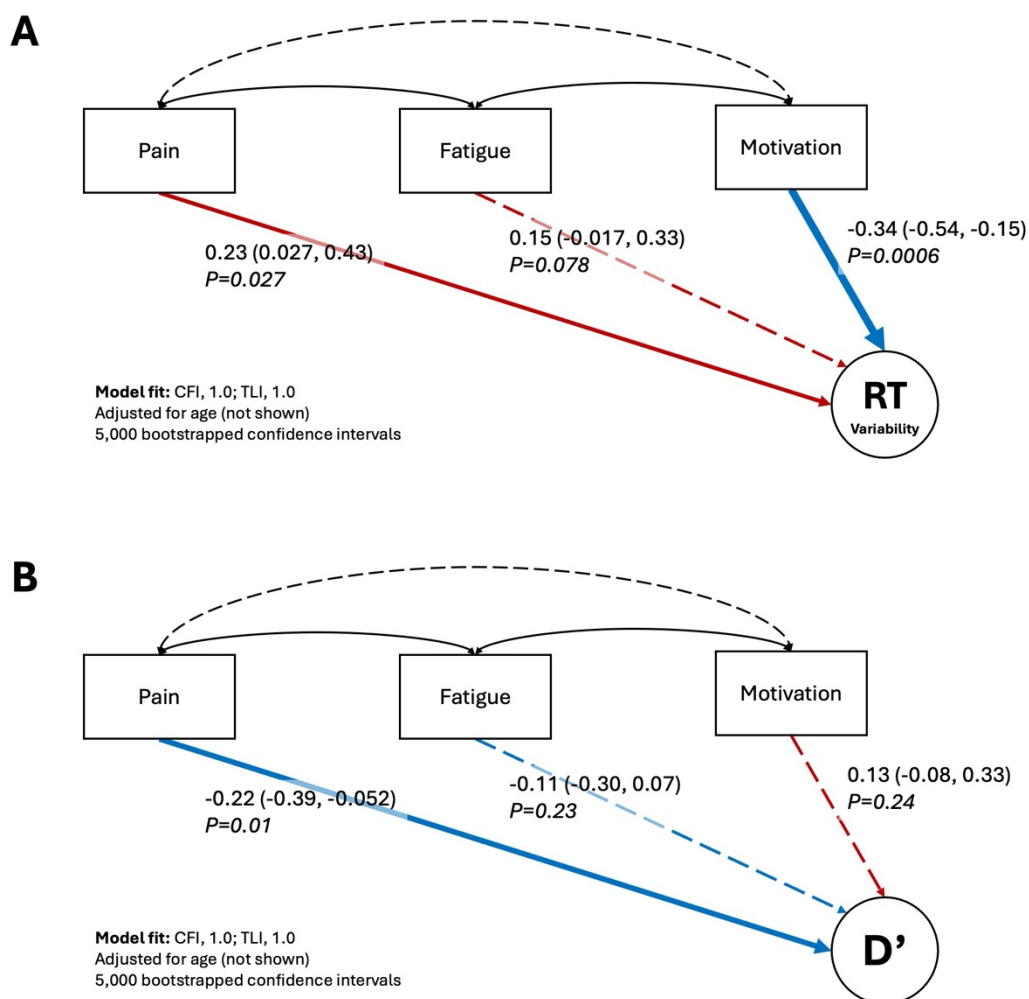 A
Pain
Fatigue
Motivation
0.23 (0.027, 0.43)
P=0.027
0.15 (-0.017, 0.33)
P=0.078
-0.34 (-0.54, -0.15)
P=0.0006
Model fit: CFI, 1.0; TLI, 1.0
Adjusted for age (not shown)
5,000 bootstrapped confidence intervals
RT
Variability
B
Pain
Fatigue
Motivation
-0.22 (-0.39, -0.052)
P=0.01
-0.11 (-0.30, 0.07)
P=0.23
0.13 (-0.08, 0.33)
P=0.24
Model fit: CFI, 1.0; TLI, 1.0
Adjusted for age (not shown)
5,000 bootstrapped confidence intervals
D’